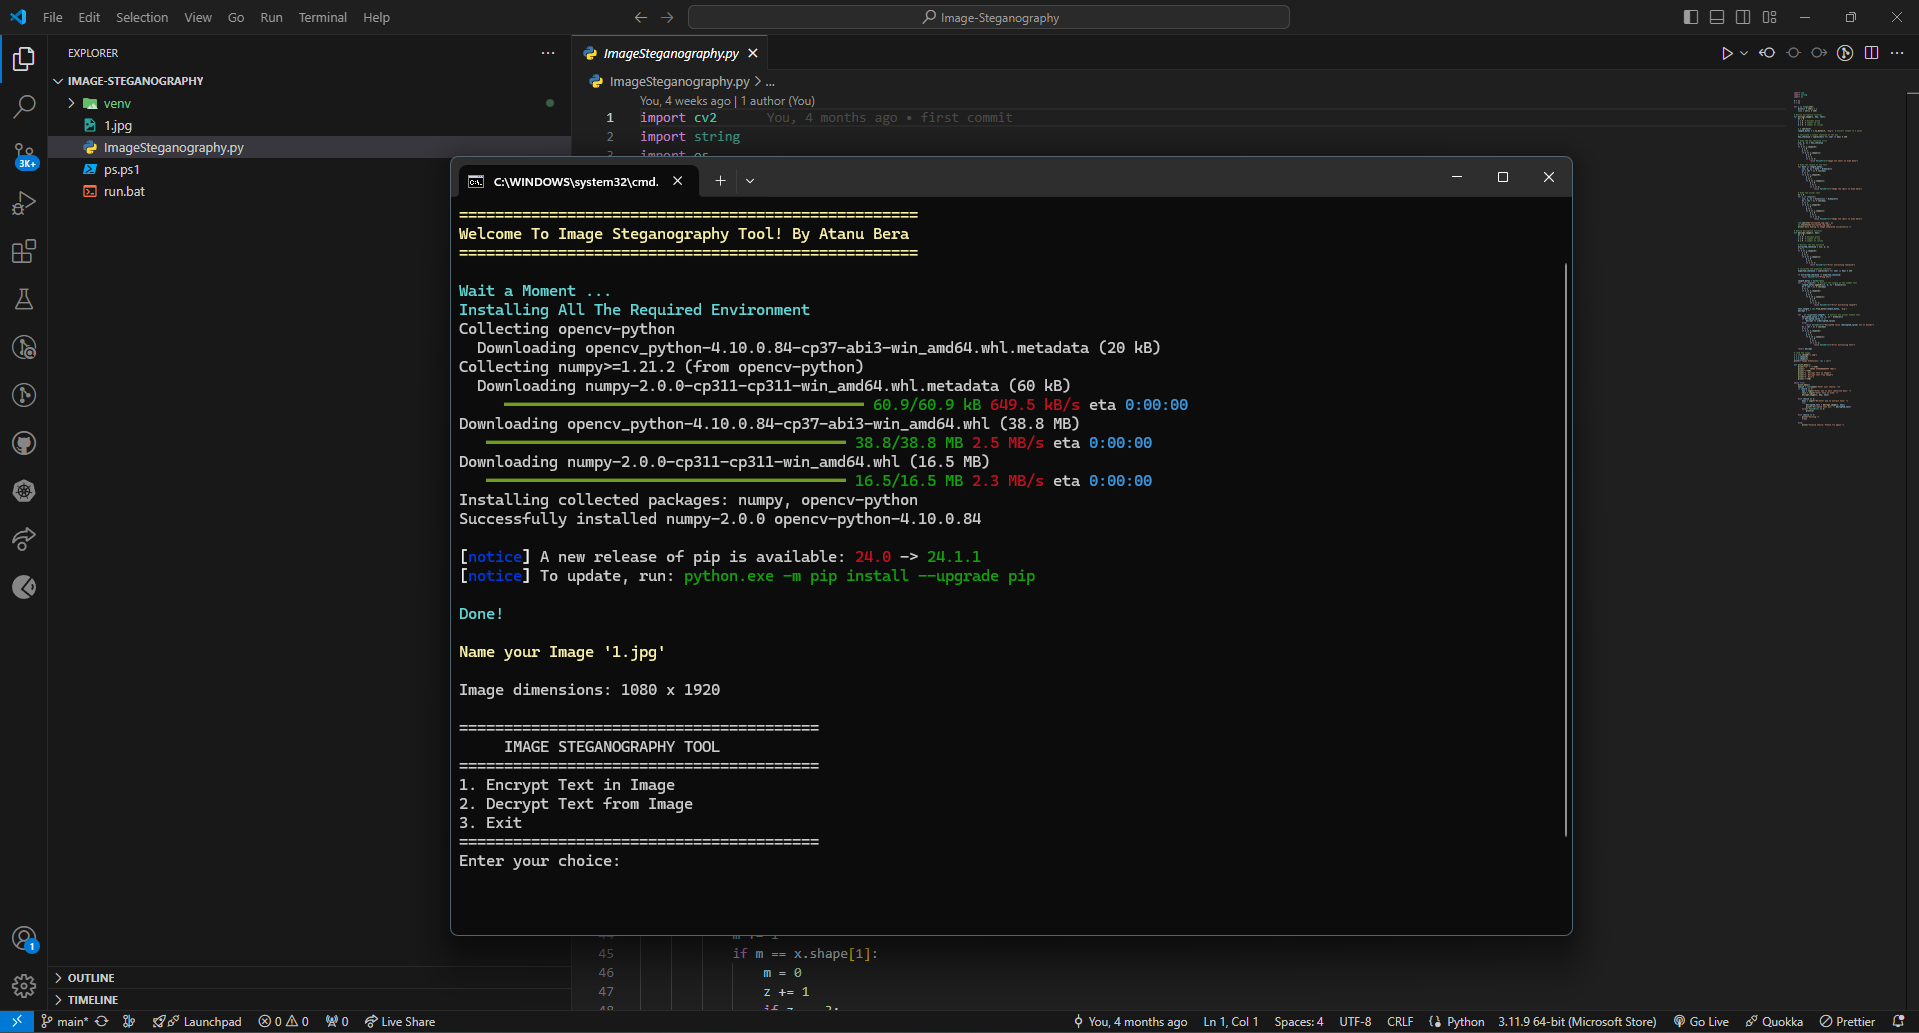 File Edit Selection View Go Run Terminal Help
Image-Steganography
EXPLORER
IMAGE-STEGANOGRAPHY
venv
1.jpg
ImageSteganography.py
ps.ps1
run.bat
3K+
1
OUTLINE
TIMELINE
ImageSteganography.py
ImageSteganography.py > ...
You, 4 weeks ago | 1 author (You)
1 import cv2 You, 4 months ago • first commit
2 import string
3 import os
C:\WINDOWS\system32\cmd.
===================================================
Welcome To Image Steganography Tool! By Atanu Bera
===================================================
Wait a Moment ...
Installing All The Required Environment
Collecting opencv-python
Downloading opencv_python-4.10.0.84-cp37-abi3-win_amd64.whl.metadata (20 kB)
Collecting numpy>=1.21.2 (from opencv-python)
Downloading numpy-2.0.0-cp311-cp311-win_amd64.whl.metadata (60 kB)
60.9/60.9 kB 649.5 kB/s eta 0:00:00
Downloading opencv_python-4.10.0.84-cp37-abi3-win_amd64.whl (38.8 MB)
38.8/38.8 MB 2.5 MB/s eta 0:00:00
Downloading numpy-2.0.0-cp311-cp311-win_amd64.whl (16.5 MB)
16.5/16.5 MB 2.3 MB/s eta 0:00:00
Installing collected packages: numpy, opencv-python
Successfully installed numpy-2.0.0 opencv-python-4.10.0.84
[notice] A new release of pip is available: 24.0 -> 24.1.1
[notice] To update, run: python.exe -m pip install --upgrade pip
Done!
Name your Image '1.jpg'
Image dimensions: 1080 x 1920
========================================
IMAGE STEGANOGRAPHY TOOL
========================================
1. Encrypt Text in Image
2. Decrypt Text from Image
3. Exit
========================================
Enter your choice:
45 if m == x.shape[1]:
46 m = 0
47 z += 1
main* Launchpad 0 0 0 Live Share
You, 4 months ago Ln 1, Col 1 Spaces: 4 UTF-8 CRLF Python 3.11.9 64-bit (Microsoft Store) Go Live Quokka Prettier